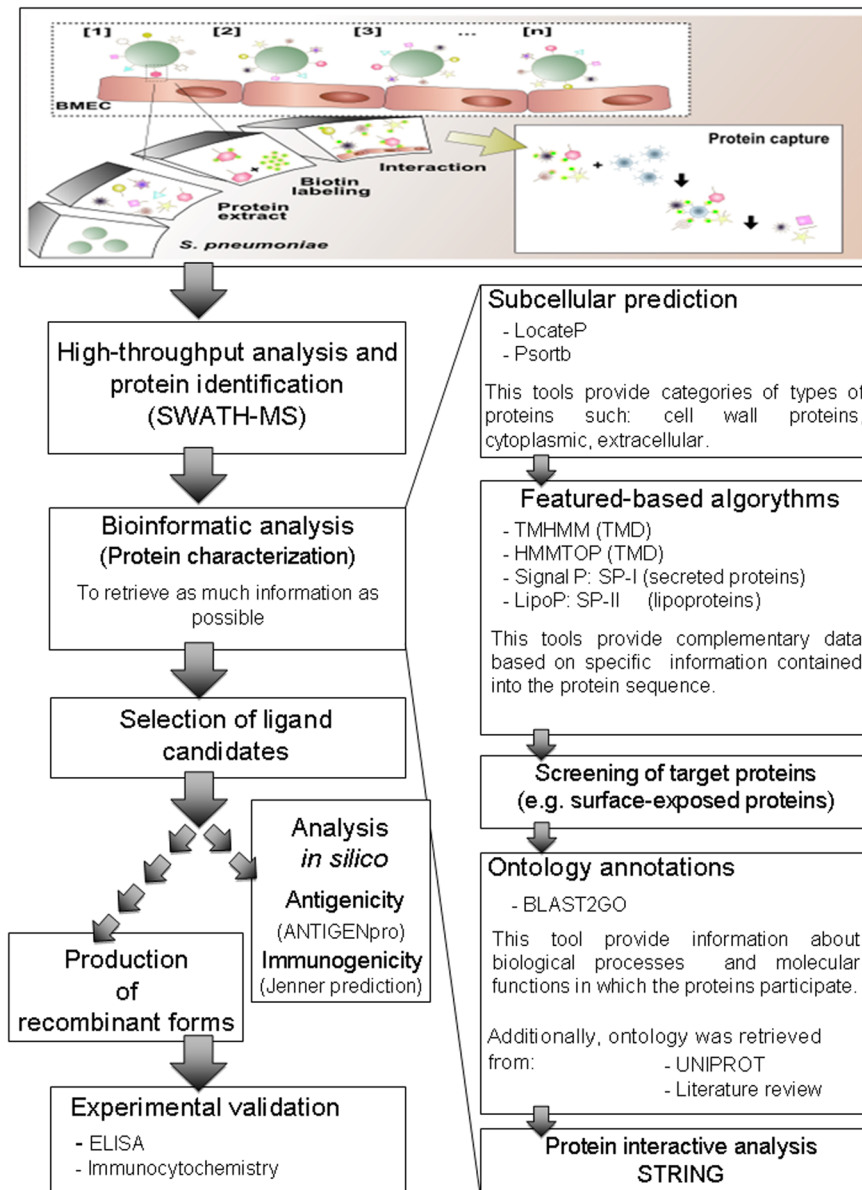 [1]
[2]
[3]
...
[n]
BMEC
Protein capture
Interaction
Biotin
labeling
Protein
extract
S. pneumoniae
+
High-throughput analysis and
protein identification
(SWATH-MS)
Bioinformatic analysis
(Protein characterization)
To retrieve as much information as
possible
Selection of ligand
candidates
Analysis
in silico
Antigenicity
(ANTIGENpro)
Immunogenicity
(Jenner prediction)
Production
of
recombinant forms
Experimental validation
- ELISA
- Immunocytochemistry
Subcellular prediction
- LocateP
- Psortb
This tools provide categories of types of
proteins such: cell wall proteins,
cytoplasmic, extracellular.
Featured-based algorythms
- TMHMM (TMD)
- HMMTOP (TMD)
- Signal P: SP-I (secreted proteins)
- LipoP: SP-II (lipoproteins)
This tools provide complementary data
based on specific information contained
into the protein sequence.
Screening of target proteins
(e.g. surface-exposed proteins)
Ontology annotations
- BLAST2GO
This tool provide information about
biological processes and molecular
functions in which the proteins participate.
Additionally, ontology was retrieved
from:
- UNIPROT
- Literature review
Protein interactive analysis
STRING